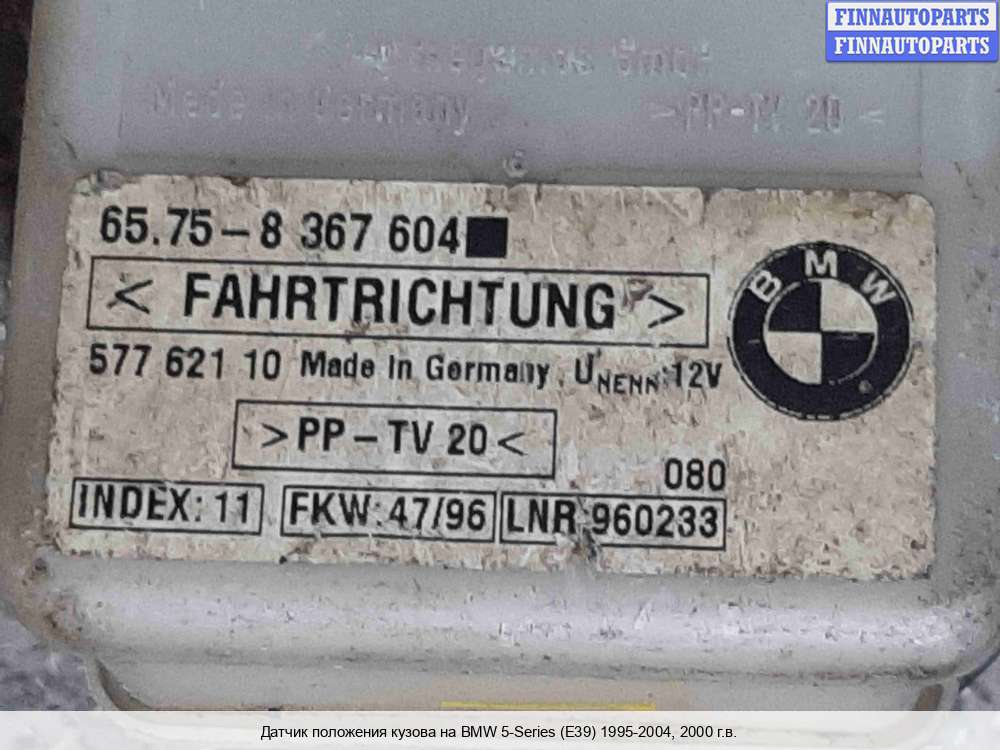 FINNAUTOPARTS
FINNAUTOPARTS
GmbH
Made in Germany >PP-TV 20<
65.75-8 367 604
< FAHRTRICHTUNG >
577 621 10 Made In Germany, UNENN:12V
BMW
>PP-TV 20<
080
INDEX: 11 FKW: 47/96 LNR 960233
Датчик положения кузова на BMW 5-Series (E39) 1995-2004, 2000 г.в.